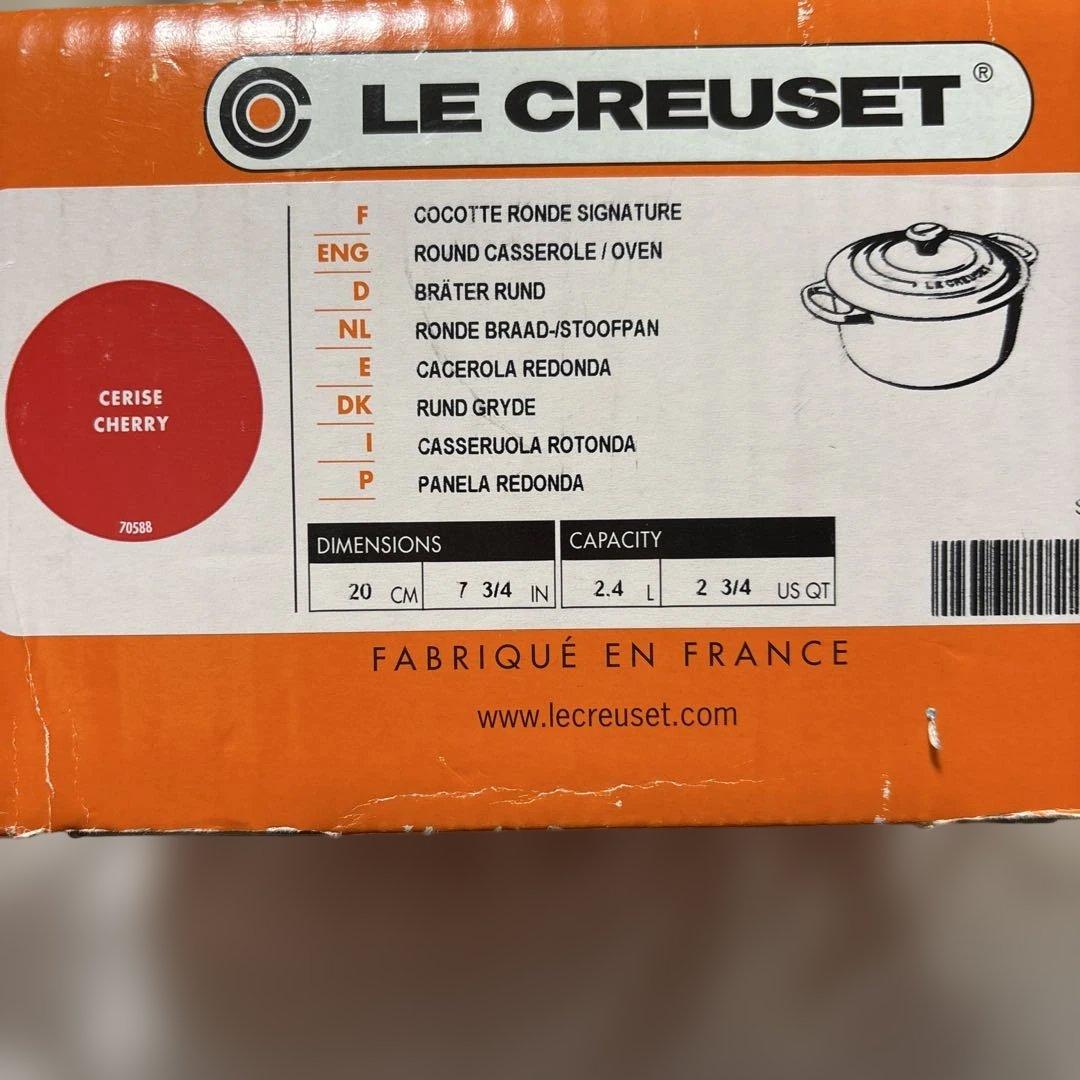 LE CREUSET ®
F COCOTTE RONDE SIGNATURE
ENG ROUND CASSEROLE / OVEN
D BRÄTER RUND
NL RONDE BRAAD-/STOOFPAN
E CACEROLA REDONDA
DK RUND GRYDE
I CASSERUOLA ROTONDA
P PANELA REDONDA
LE CREUSET
CERISE
CHERRY
70588
DIMENSIONS CAPACITY
20 CM 7 3/4 IN 2.4 L 2 3/4 US QT
FABRIQUÉ EN FRANCE
www.lecreuset.com